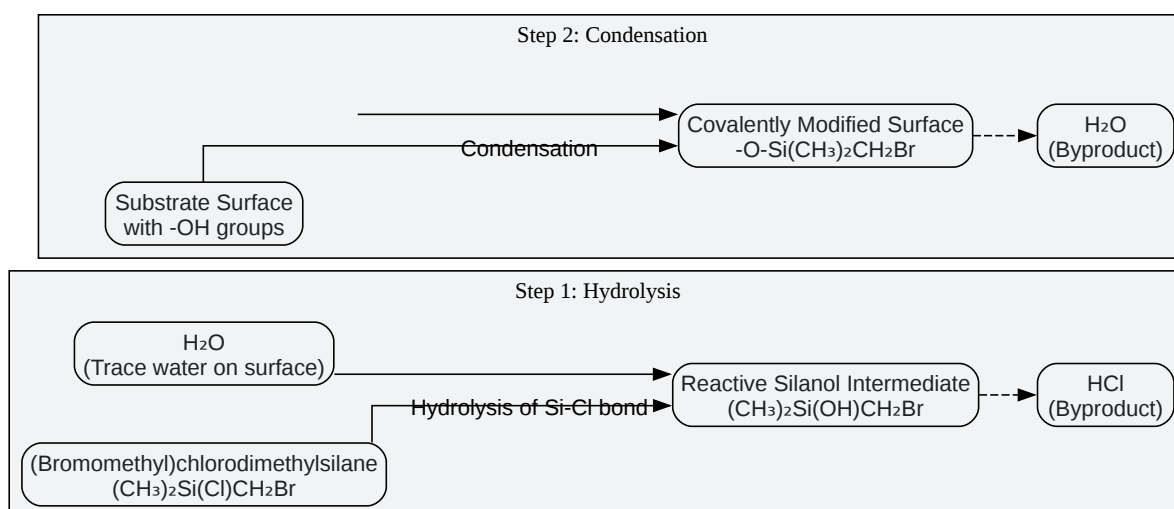 Step 2: Condensation
Covalently Modified Surface
-O-Si(CH₃)₂CH₂Br
H₂O
(Byproduct)
Condensation
Substrate Surface
with -OH groups
Step 1: Hydrolysis
H₂O
(Trace water on surface)
Reactive Silanol Intermediate
(CH₃)₂Si(OH)CH₂Br
HCl
(Byproduct)
Hydrolysis of Si-Cl bond
(Bromomethyl)chlorodimethylsilane
(CH₃)₂Si(Cl)CH₂Br